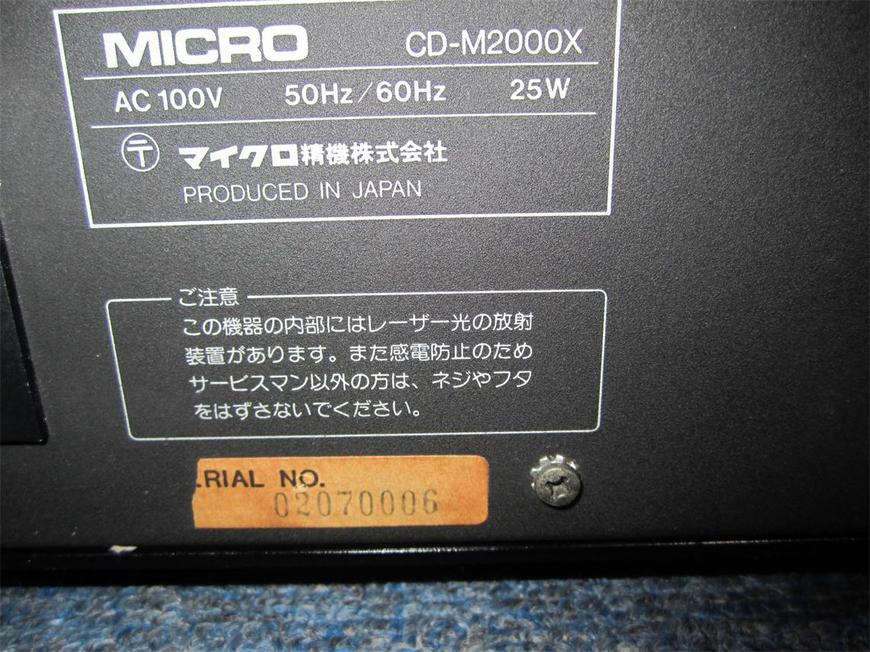 MICRO CD-M2000X
AC 100V 50Hz/60Hz 25W
マイクロ精機株式会社
PRODUCED IN JAPAN
ご注意
この機器の内部にはレーザー光の放射
装置があります。また感電防止のため
サービスマン以外の方は、ネジやフタ
をはずさないでください。
ERIAL NO.
02070006